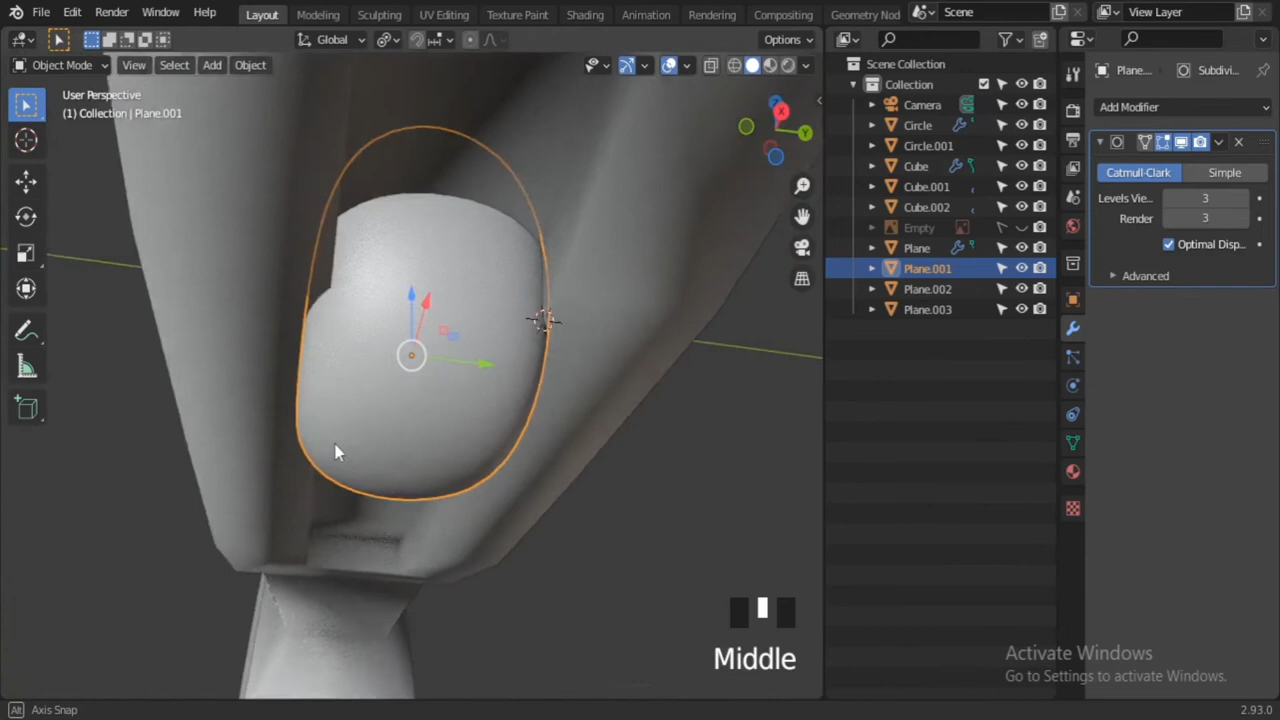 File Edit Render Window Help Layout Modeling Sculpting UV Editing Texture Paint Shading Animation Rendering Compositing Geometry Nod Scene View Layer
Global Options
Object Mode View Select Add Object
User Perspective
(1) Collection | Plane.001
Scene Collection
Collection
Camera
Circle
Circle.001
Cube
Cube.001
Cube.002
Empty
Plane
Plane.001
Plane.002
Plane.003
Plane... Subdivi...
Add Modifier
Catmull-Clark Simple
Levels Vie... 3
Render 3
Optimal Disp...
Advanced
X
Y
Middle
Activate Windows
Go to Settings to activate Windows.
Alt Axis Snap 2.93.0